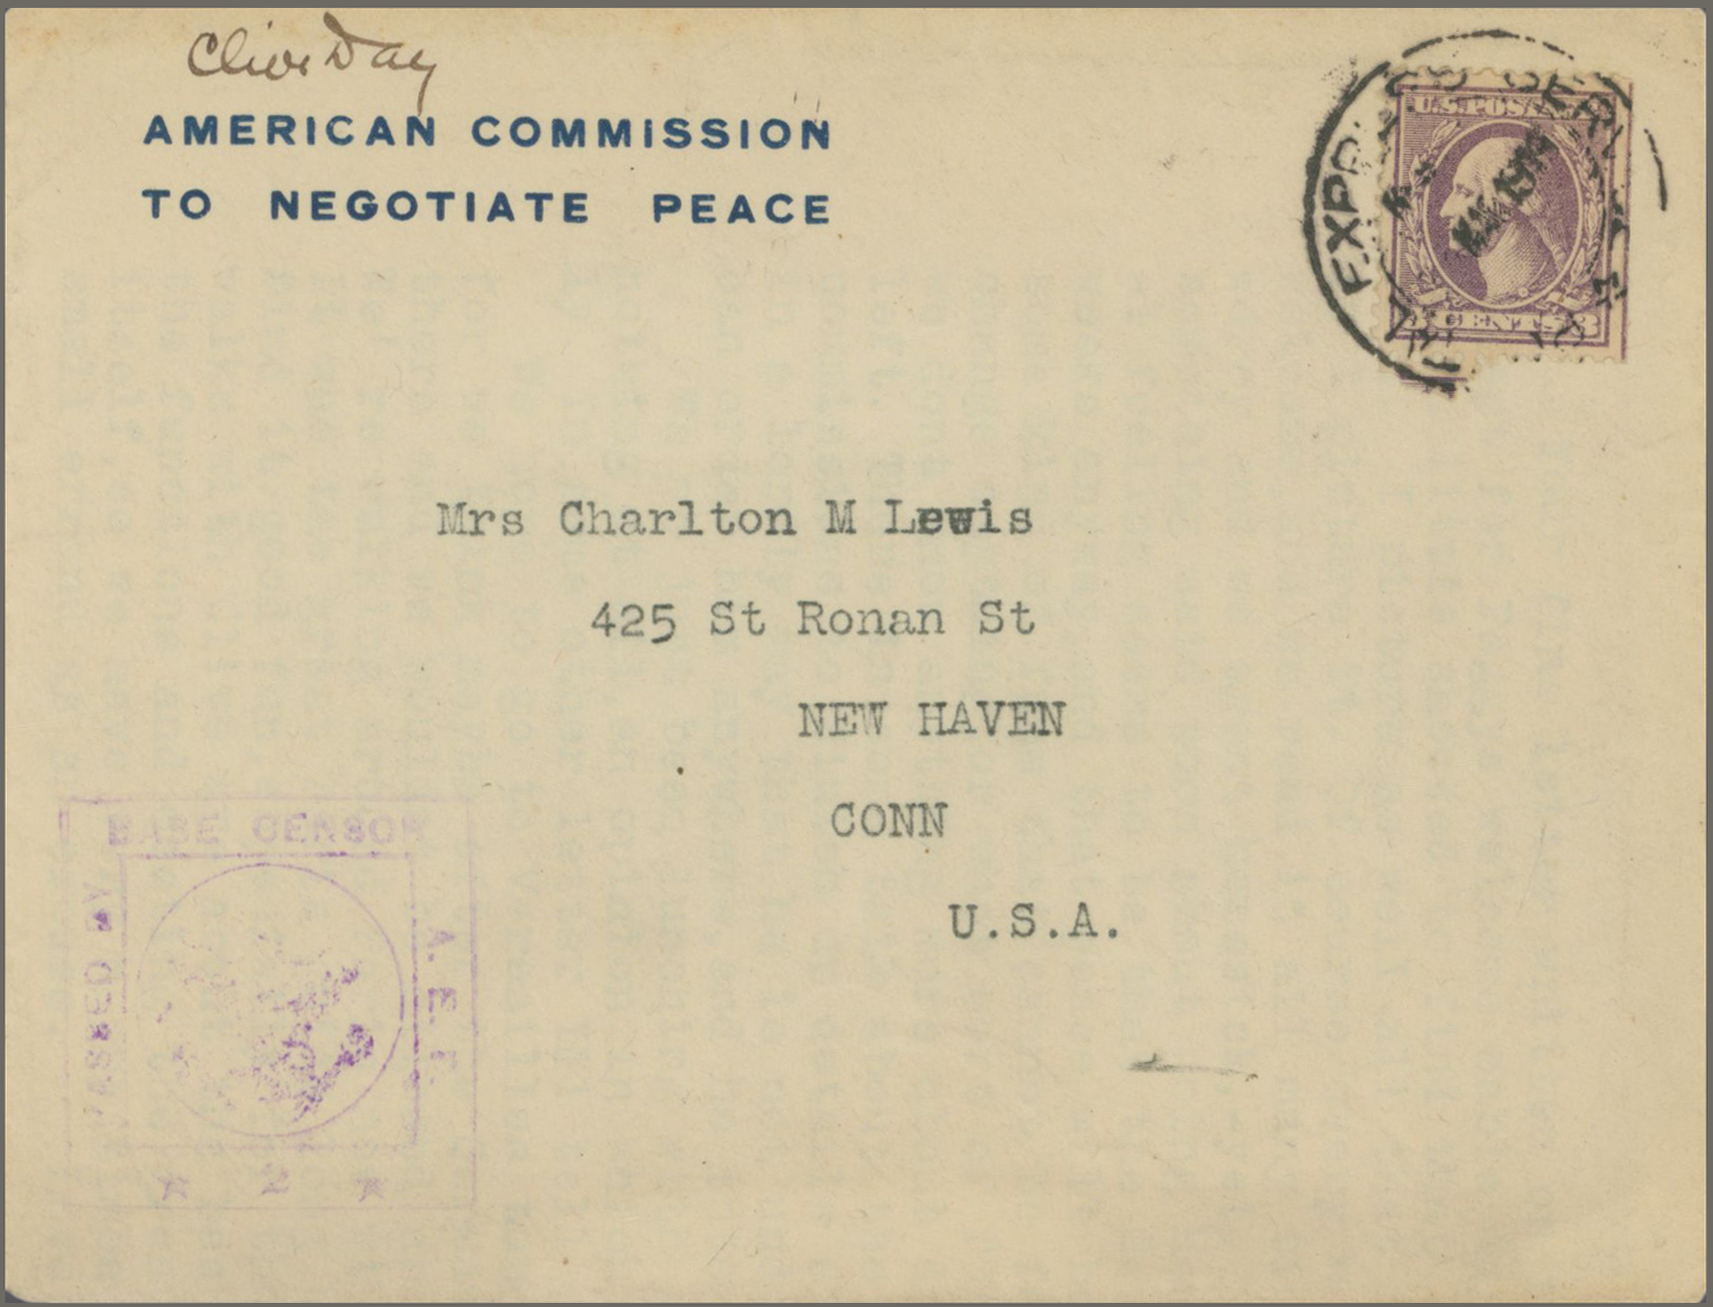 Clive Day
AMERICAN COMMISSION
TO NEGOTIATE PEACE
U.S. POSTAGE
3 CENTS 3
Mrs Charlton M Lewis
425 St Ronan St
NEW HAVEN
CONN
U.S.A.
BASE CENSOR
PASSED BY
A. E. F.
* 2 *